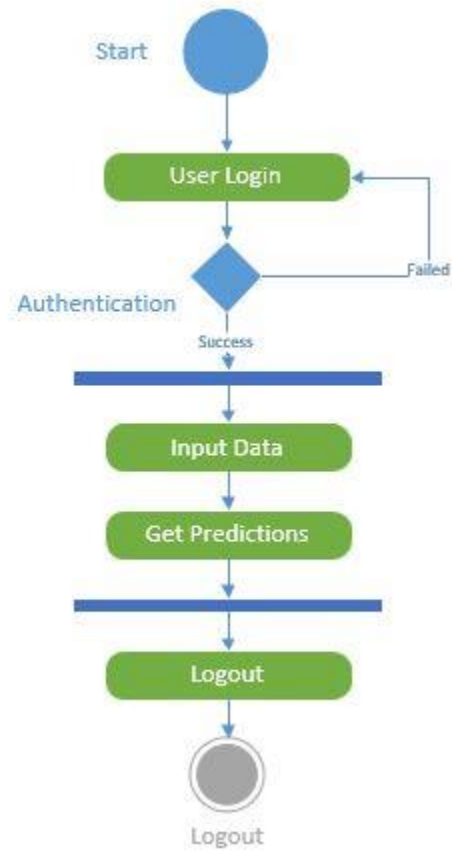 Start
User Login
Failed
Authentication
Success
Input Data
Get Predictions
Logout
Logout